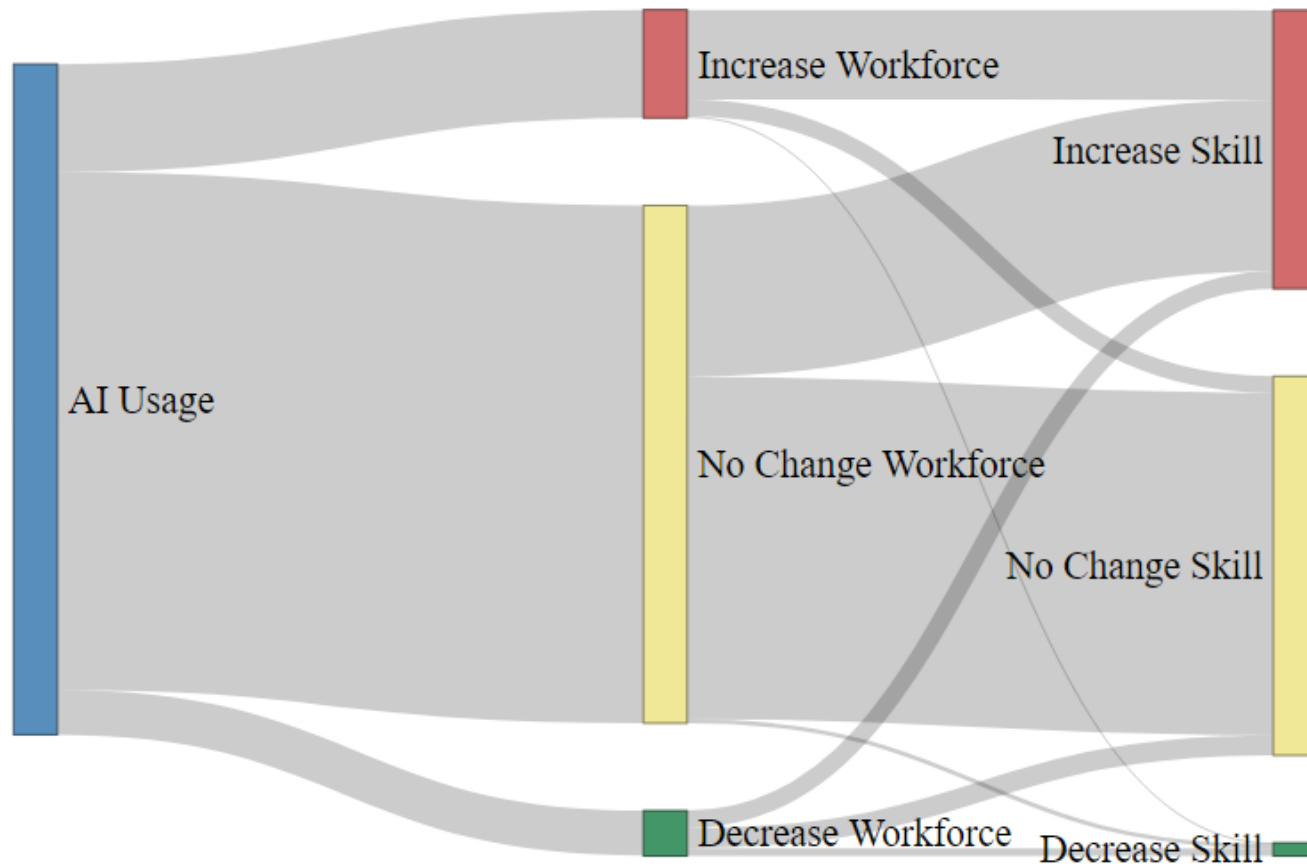 Increase Workforce
Increase Skill
AI Usage
No Change Workforce
No Change Skill
Decrease Workforce
Decrease Skill